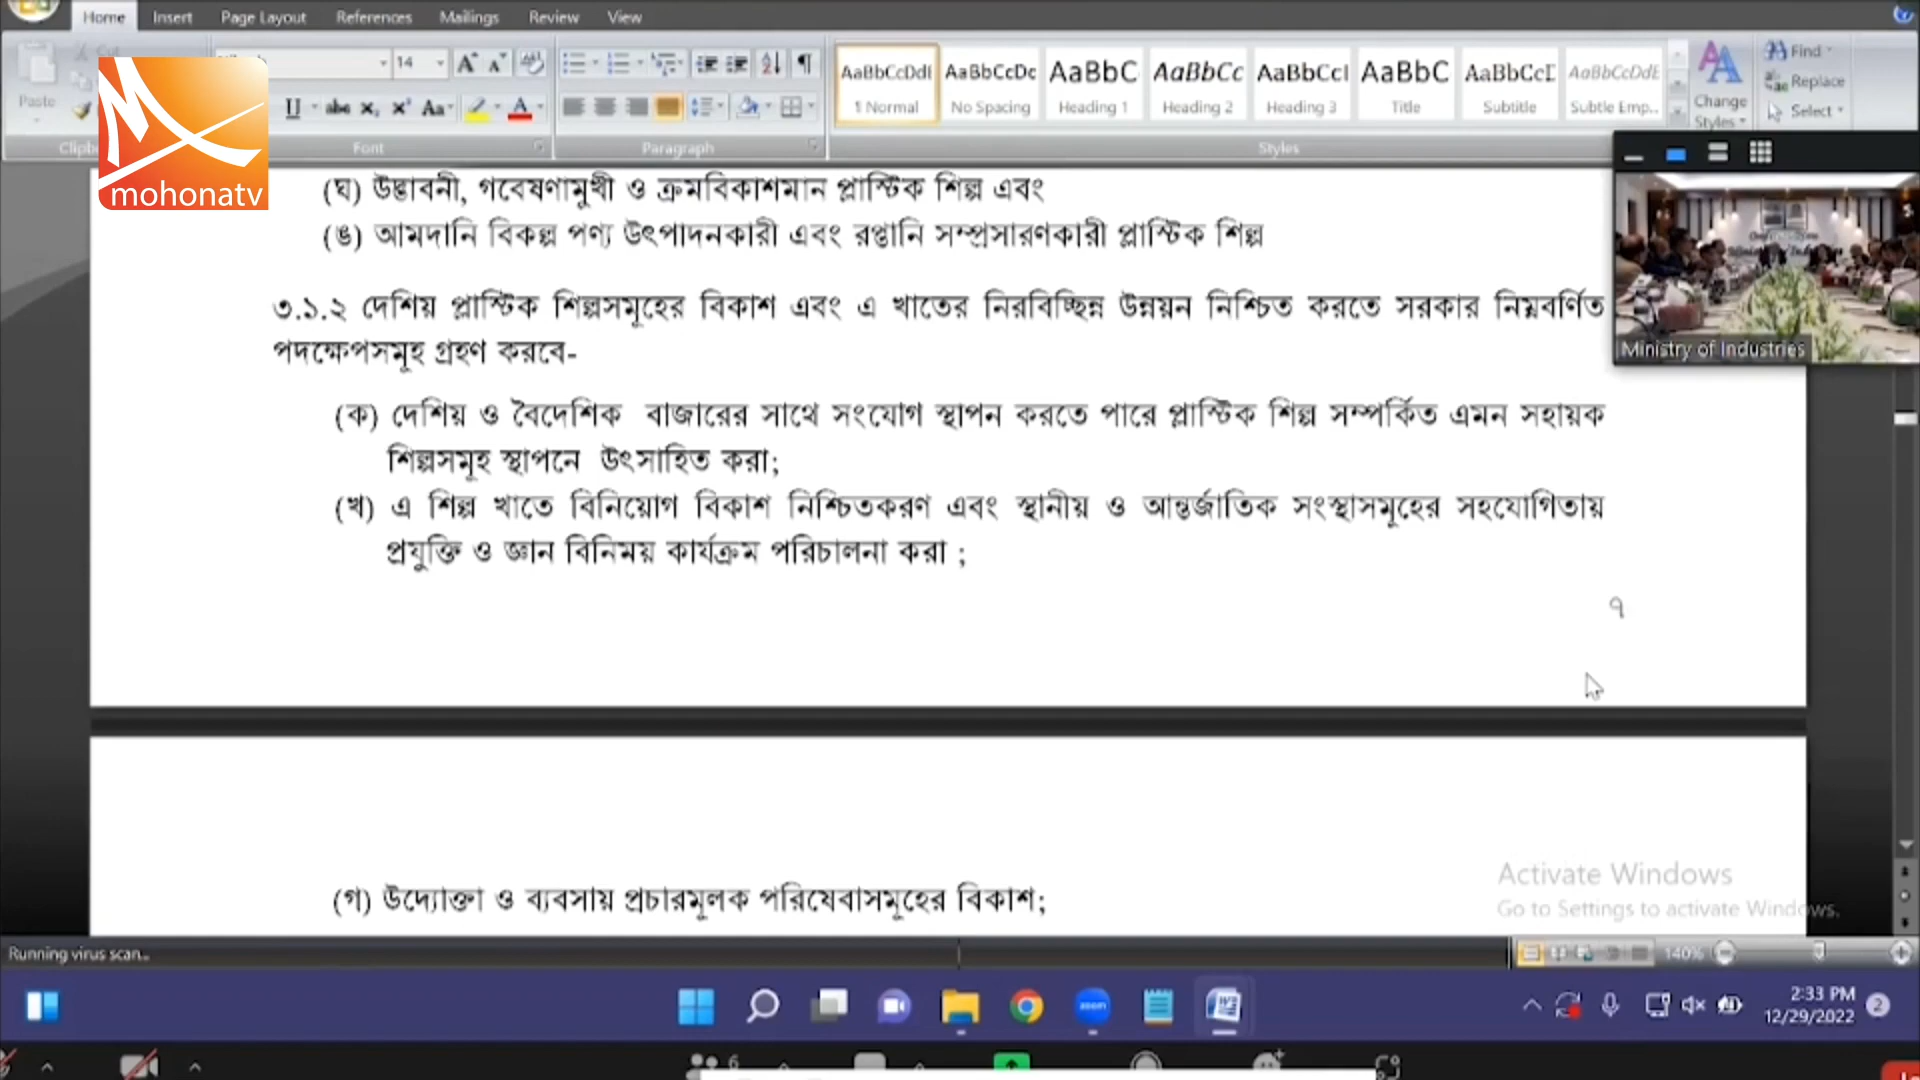 Home Insert Page Layout References Mailings Review View
Cut
Paste
14
Find
Replace
Select
AaBbCcDdI AaBbCcDc AaBbC AaBbCc AaBbCcI AaBbC AaBbCcD AaBbCcDdE
¶ Normal No Spacing Heading 1 Heading 2 Heading 3 Title Subtitle Subtle Emp..
Change
Styles
Font Paragraph Styles
mohonatv
(ঘ) উদ্ভাবনী, গবেষণামুখী ও ক্রমবিকাশমান প্লাস্টিক শিল্প এবং
(ঙ) আমদানি বিকল্প পণ্য উৎপাদনকারী এবং রপ্তানি সম্প্রসারণকারী প্লাস্টিক শিল্প
৩.১.২ দেশিয় প্লাস্টিক শিল্পসমূহের বিকাশ এবং এ খাতের নিরবিচ্ছিন্ন উন্নয়ন নিশ্চিত করতে সরকার নিম্নবর্ণিত
পদক্ষেপসমূহ গ্রহণ করবে-
Ministry of Industries
(ক) দেশিয় ও বৈদেশিক বাজারের সাথে সংযোগ স্থাপন করতে পারে প্লাস্টিক শিল্প সম্পর্কিত এমন সহায়ক
শিল্পসমূহ স্থাপনে উৎসাহিত করা;
(খ) এ শিল্প খাতে বিনিয়োগ বিকাশ নিশ্চিতকরণ এবং স্থানীয় ও আন্তর্জাতিক সংস্থাসমূহের সহযোগিতায়
প্রযুক্তি ও জ্ঞান বিনিময় কার্যক্রম পরিচালনা করা ;
৭
Activate Windows
Go to Settings to activate Windows.
(গ) উদ্যোক্তা ও ব্যবসায় প্রচারমূলক পরিষেবাসমূহের বিকাশ;
Running virus scan...
140%
zoom
2:33 PM
12/29/2022
2
6